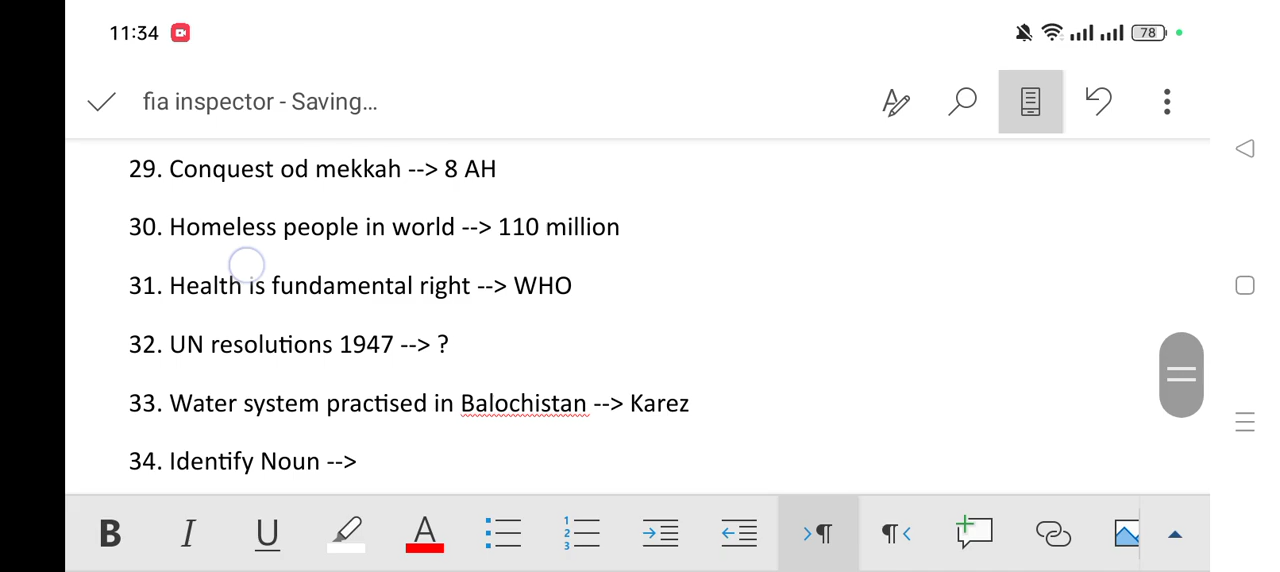 11:34
78
fia inspector - Saving...
29. Conquest od mekkah --> 8 AH
30. Homeless people in world --> 110 million
31. Health is fundamental right --> WHO
32. UN resolutions 1947 --> ?
33. Water system practised in Balochistan --> Karez
34. Identify Noun -->
B I U A